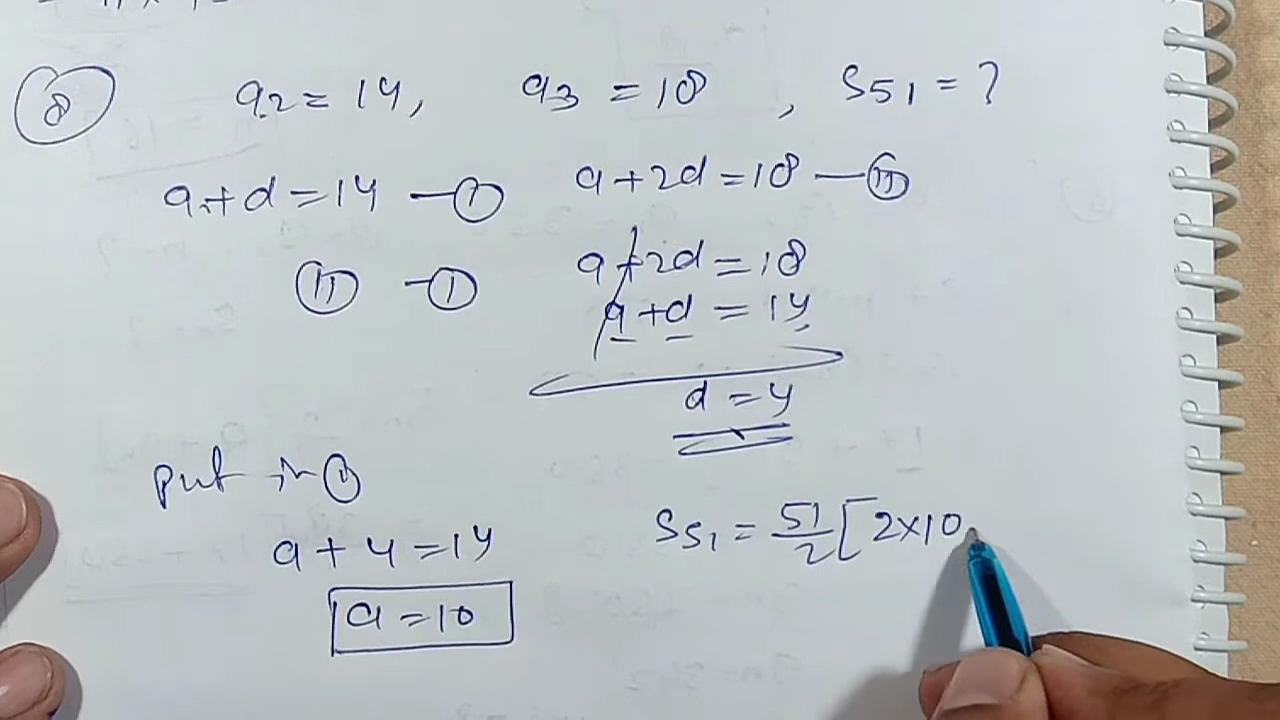 8 a2 = 14, a3 = 18, S51 = ?
a + d = 14 — I a + 2d = 18 — II
II - I a + 2d = 18
a + d = 14
d = 4
put in I
a + 4 = 14
a = 10
S51 = 51/2 [ 2×10